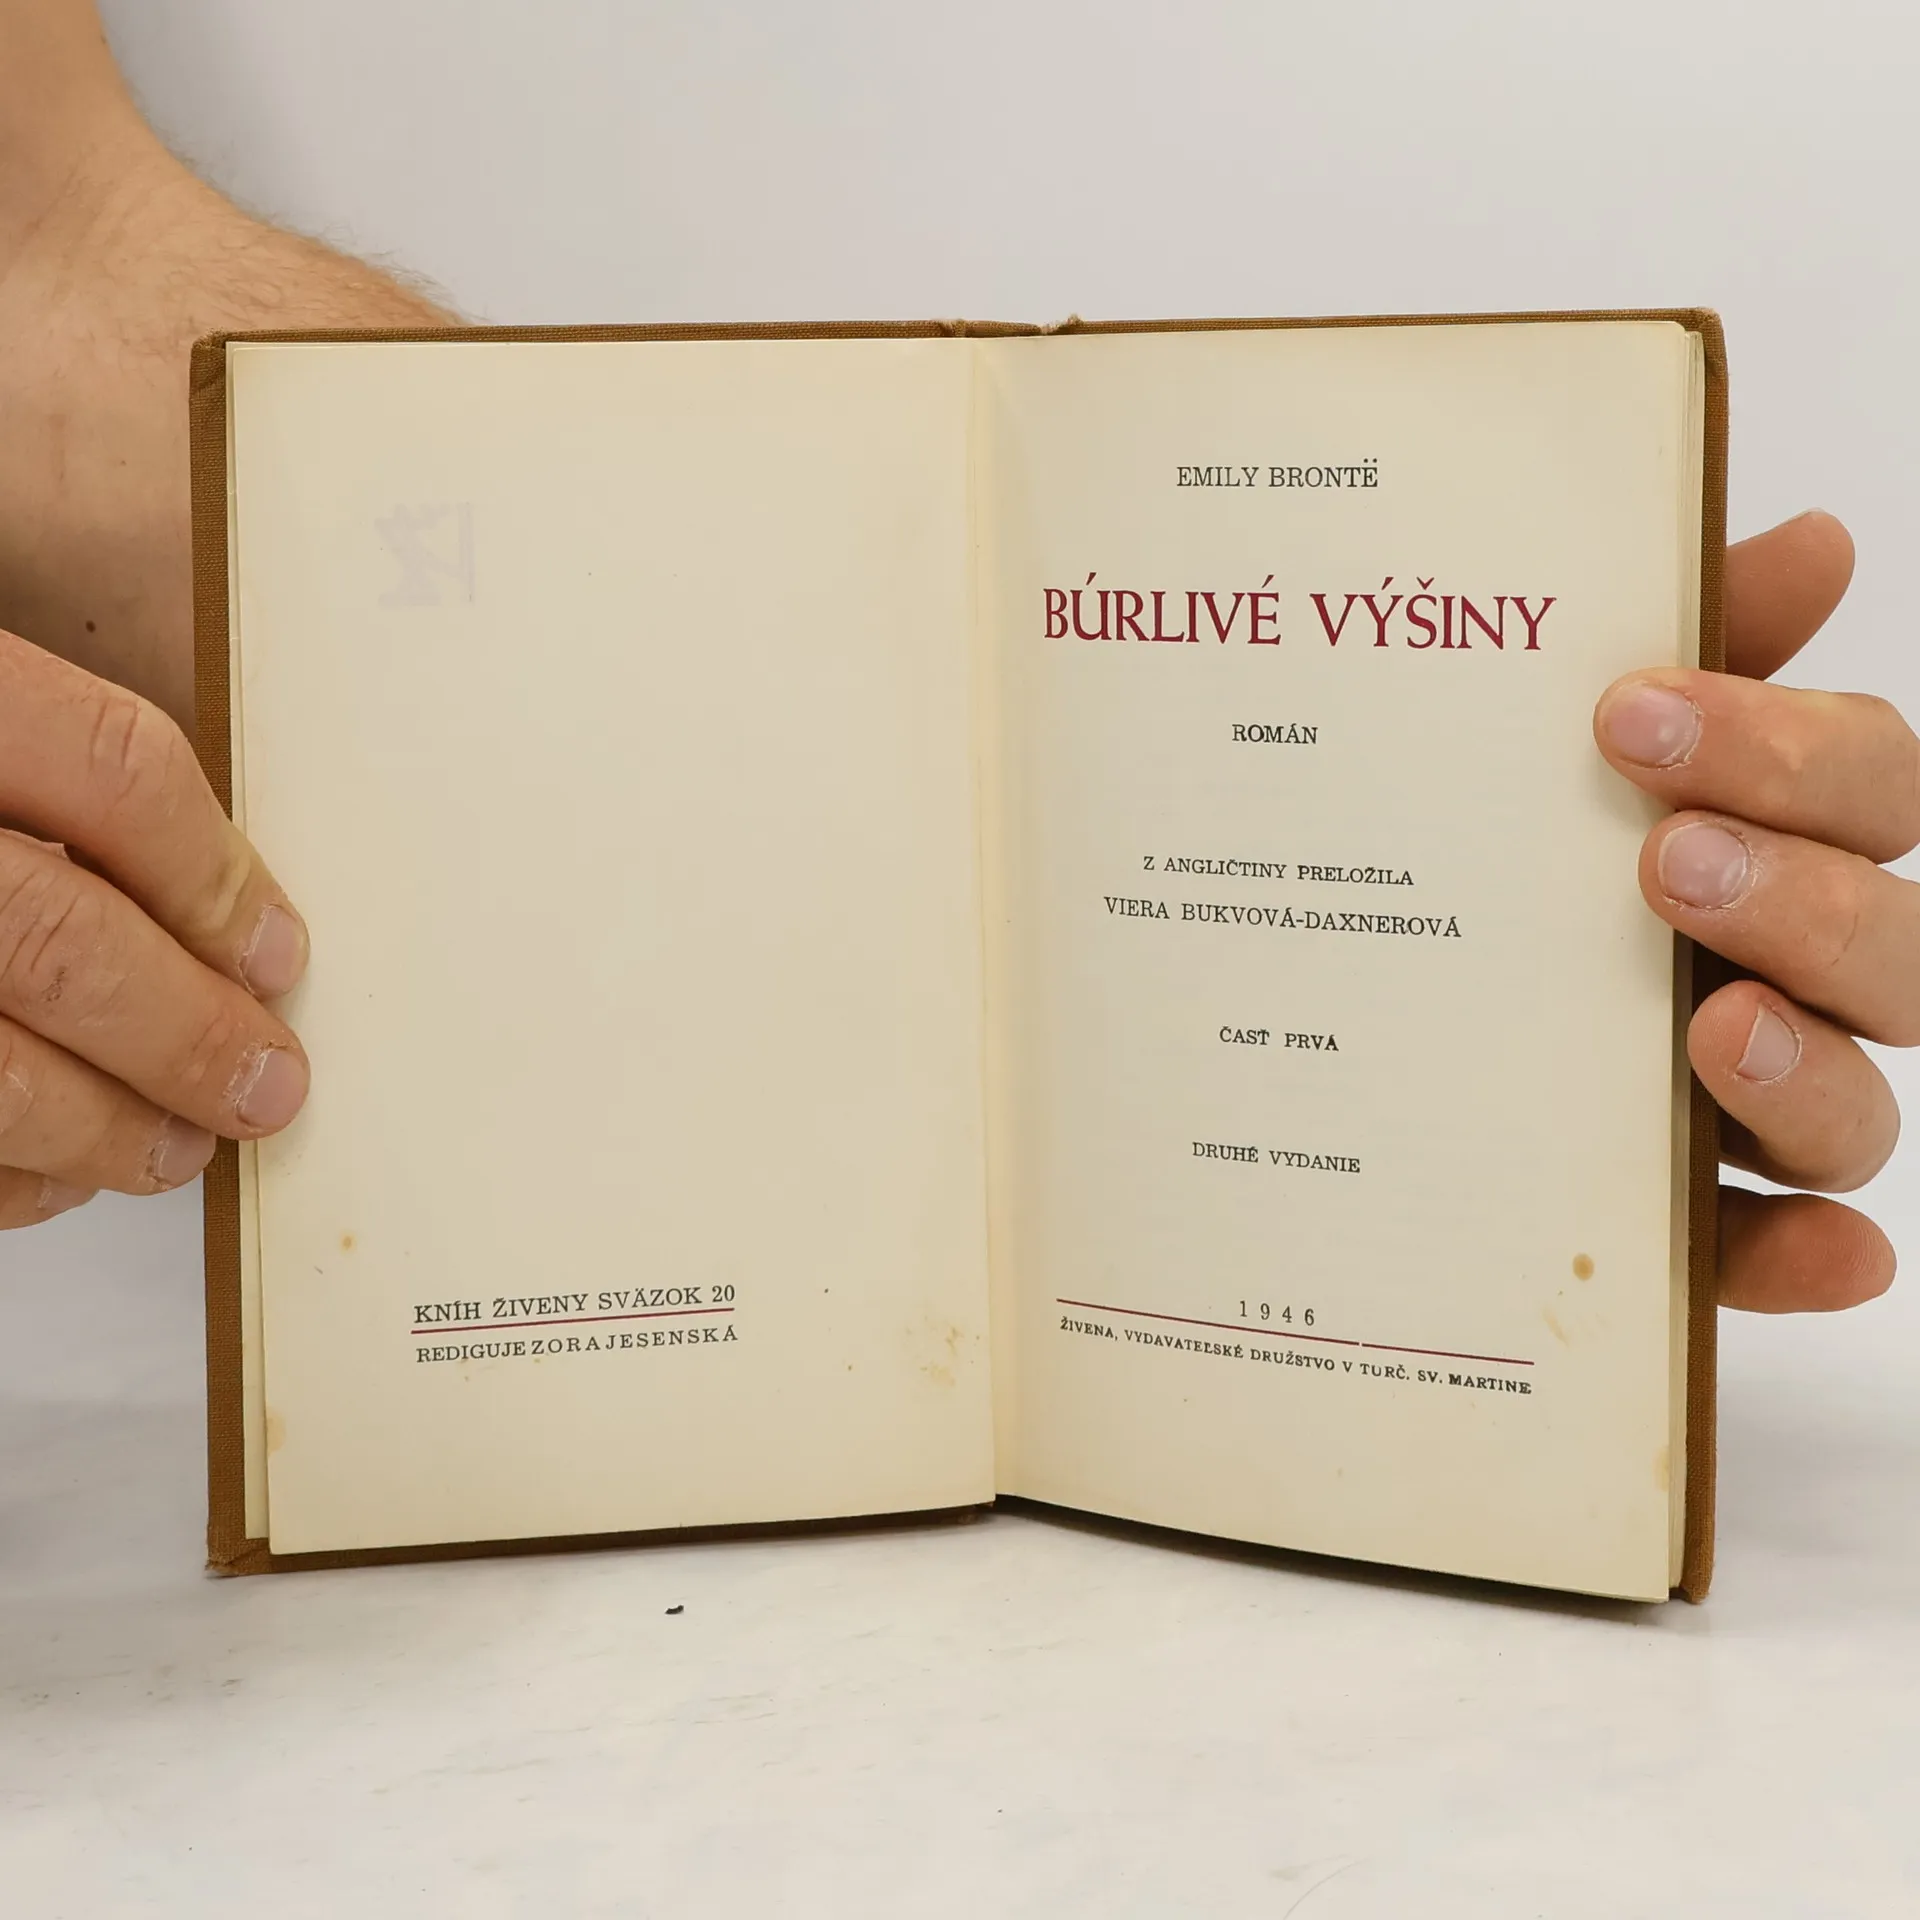 KNÍH ŽIVENY SVÄZOK 20
REDIGUJE ZORA JESENSKÁ
EMILY BRONTË
BÚRLIVÉ VÝŠINY
ROMÁN
Z ANGLIČTINY PRELOŽILA
VIERA BUKVOVÁ-DAXNEROVÁ
ČASŤ PRVÁ
DRUHÉ VYDANIE
1946
ŽIVENA, VYDAVATEĽSKÉ DRUŽSTVO V TURČ. SV. MARTINE